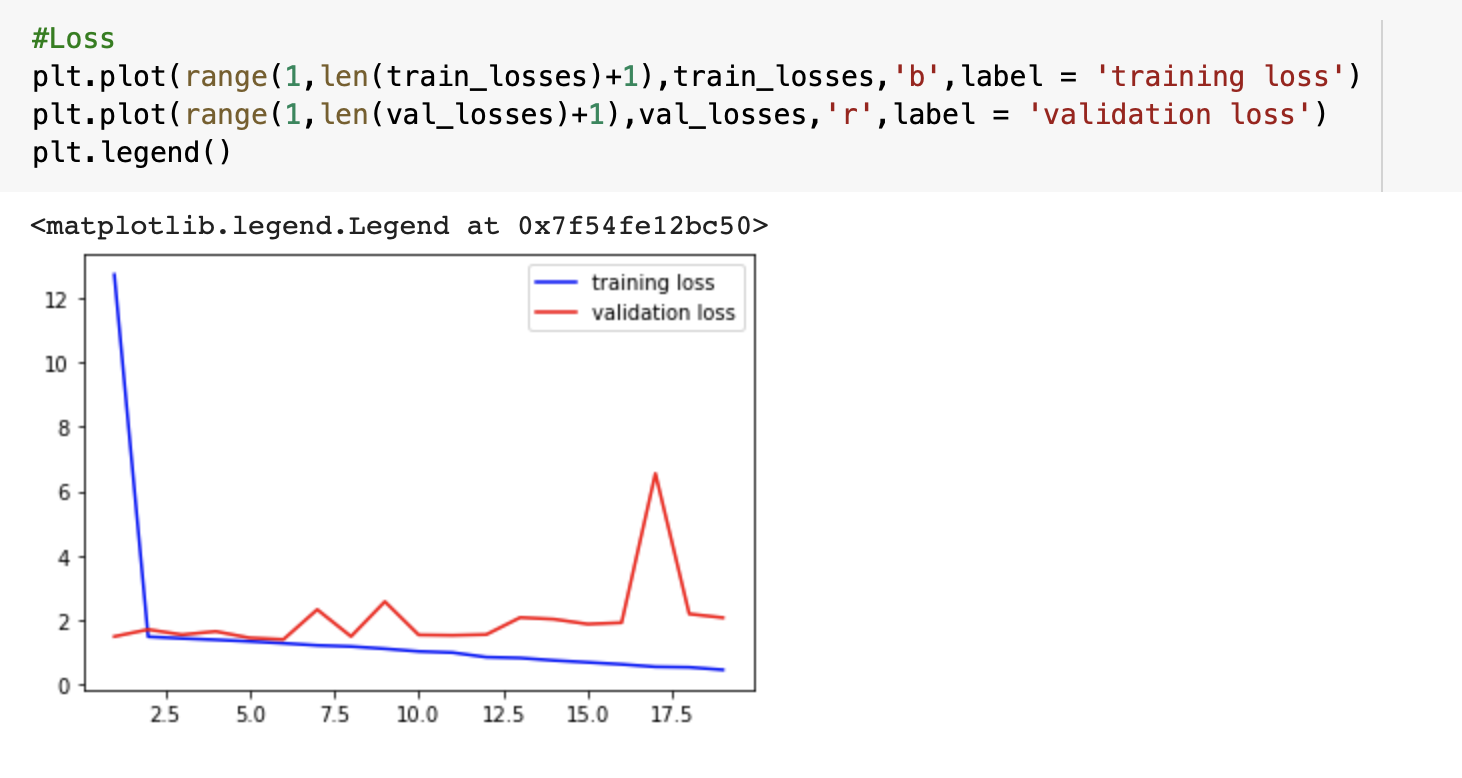 #Loss
plt.plot(range(1,len(train_losses)+1),train_losses,'b',label = 'training loss')
plt.plot(range(1,len(val_losses)+1),val_losses,'r',label = 'validation loss')
plt.legend()
<matplotlib.legend.Legend at 0x7f54fe12bc50>
training loss
validation loss
12
10
8
6
4
2
0
2.5 5.0 7.5 10.0 12.5 15.0 17.5